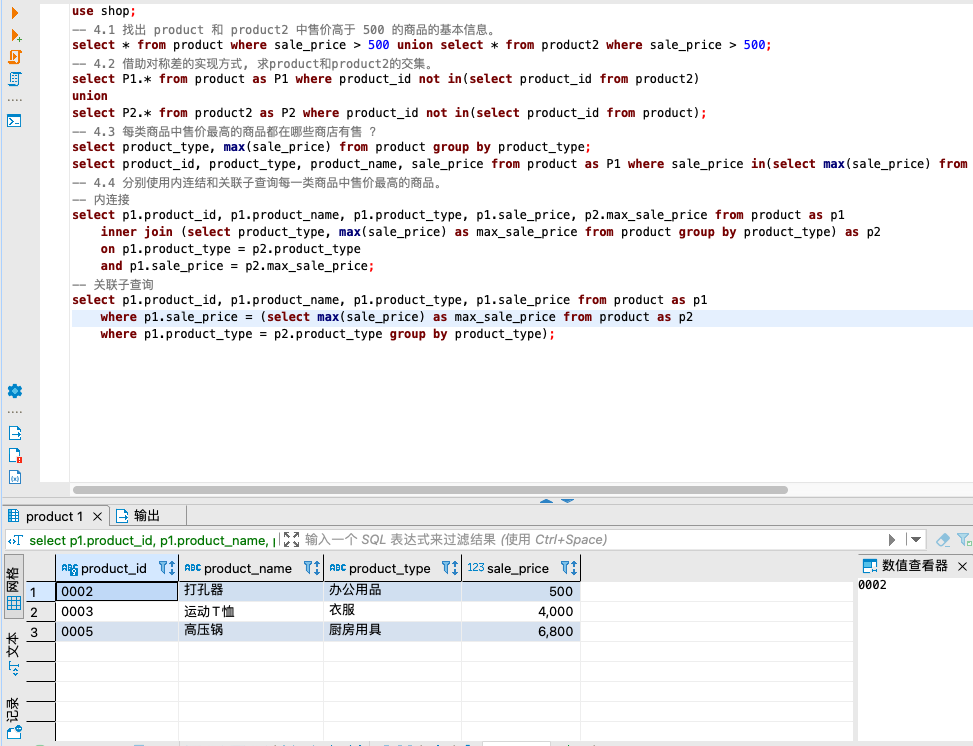 use shop;
-- 4.1 找出 product 和 product2 中售价高于 500 的商品的基本信息。
select * from product where sale_price > 500 union select * from product2 where sale_price > 500;
-- 4.2 借助对称差的实现方式, 求product和product2的交集。
select P1.* from product as P1 where product_id not in(select product_id from product2)
union
select P2.* from product2 as P2 where product_id not in(select product_id from product);
-- 4.3 每类商品中售价最高的商品都在哪些商店有售 ？
select product_type, max(sale_price) from product group by product_type;
select product_id, product_type, product_name, sale_price from product as P1 where sale_price in(select max(sale_price) from
-- 4.4 分别使用内连结和关联子查询每一类商品中售价最高的商品。
-- 内连接
select p1.product_id, p1.product_name, p1.product_type, p1.sale_price, p2.max_sale_price from product as p1
inner join (select product_type, max(sale_price) as max_sale_price from product group by product_type) as p2
on p1.product_type = p2.product_type
and p1.sale_price = p2.max_sale_price;
-- 关联子查询
select p1.product_id, p1.product_name, p1.product_type, p1.sale_price from product as p1
where p1.sale_price = (select max(sale_price) as max_sale_price from product as p2
where p1.product_type = p2.product_type group by product_type);
product 1 输出
select p1.product_id, p1.product_name, 输入一个 SQL 表达式来过滤结果 (使用 Ctrl+Space)
网格
文本
记录
ABC product_id ABC product_name ABC product_type 123 sale_price
1 0002 打孔器 办公用品 500
2 0003 运动T恤 衣服 4,000
3 0005 高压锅 厨房用具 6,800
数值查看器
0002